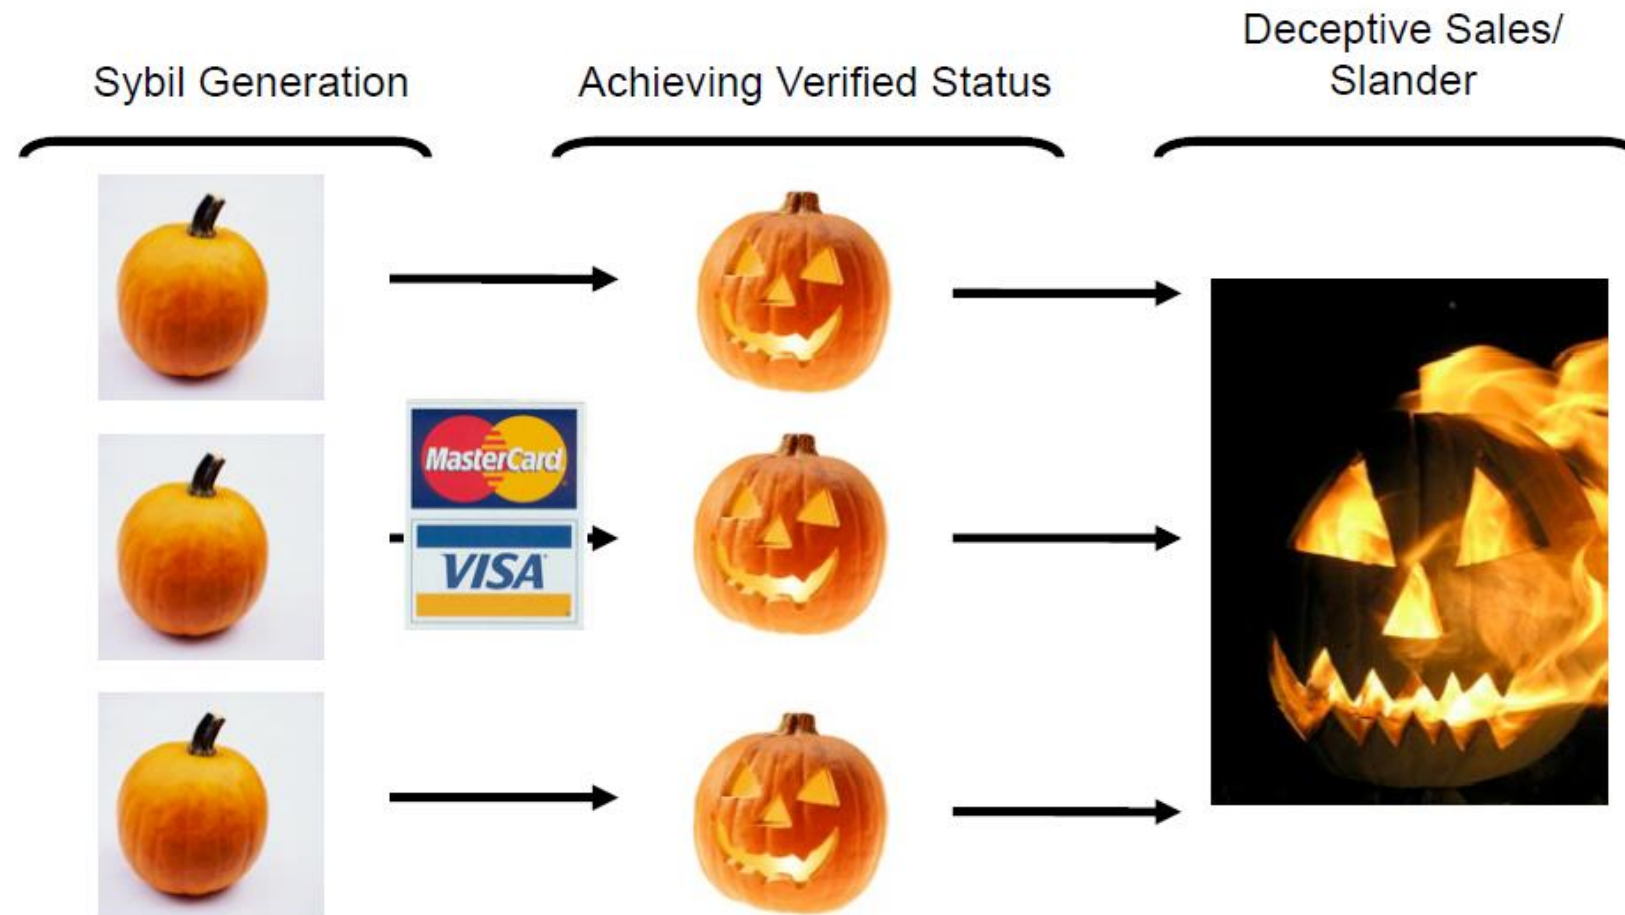 Sybil Generation
Achieving Verified Status
Deceptive Sales/
Slander
MasterCard
VISA